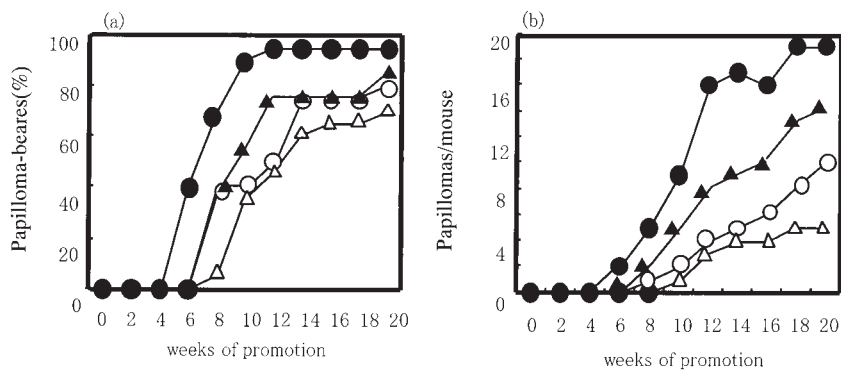 (a)
100
80
60
40
20
0
Papilloma-beares(%)
0 2 4 6 8 10 12 14 16 18 20
weeks of promotion
(b)
20
16
12
8
4
0
Papillomas/mouse
0 2 4 6 8 10 12 14 16 18 20
weeks of promotion